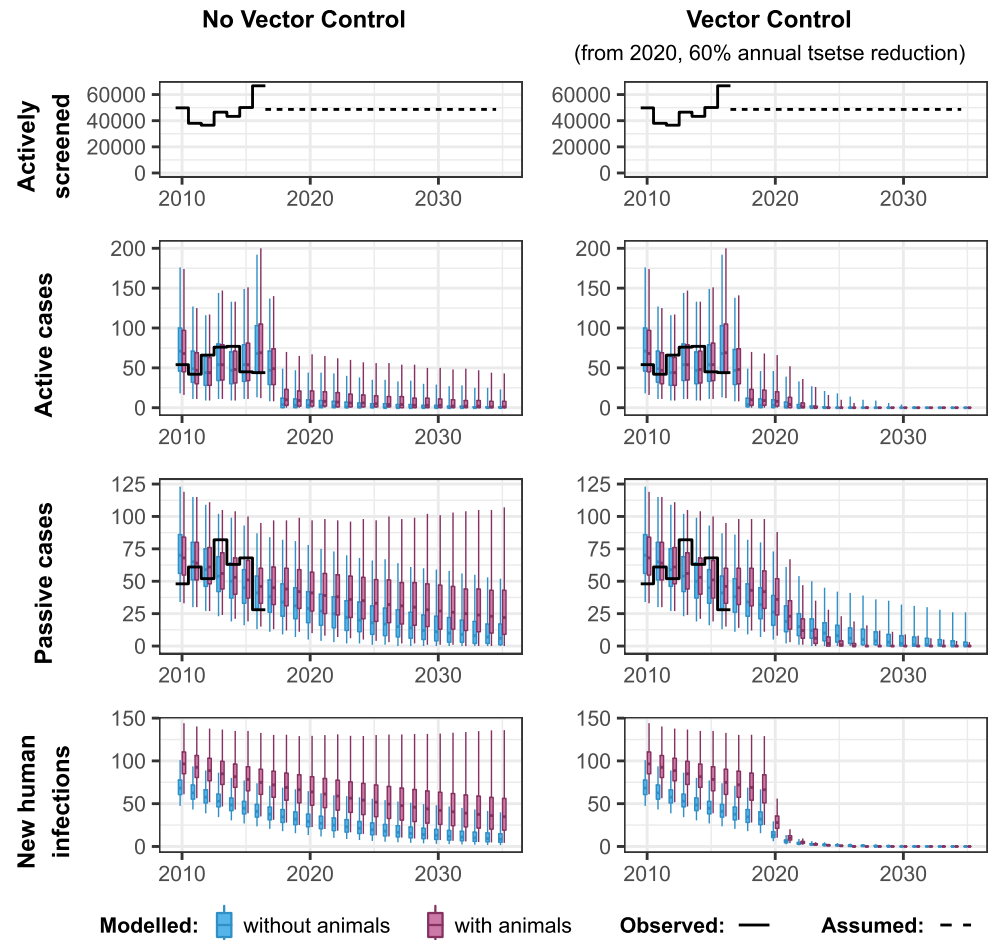 No Vector Control
Vector Control
(from 2020, 60% annual tsetse reduction)
Actively
screened
60000
40000
20000
0
2010 2020 2030
2010 2020 2030
60000
40000
20000
0
Active cases
200
150
100
50
0
2010 2020 2030
200
150
100
50
0
2010 2020 2030
Passive cases
125
100
75
50
25
0
2010 2020 2030
125
100
75
50
25
0
2010 2020 2030
New human
infections
150
100
50
0
2010 2020 2030
150
100
50
0
2010 2020 2030
Modelled: without animals with animals Observed: Assumed: